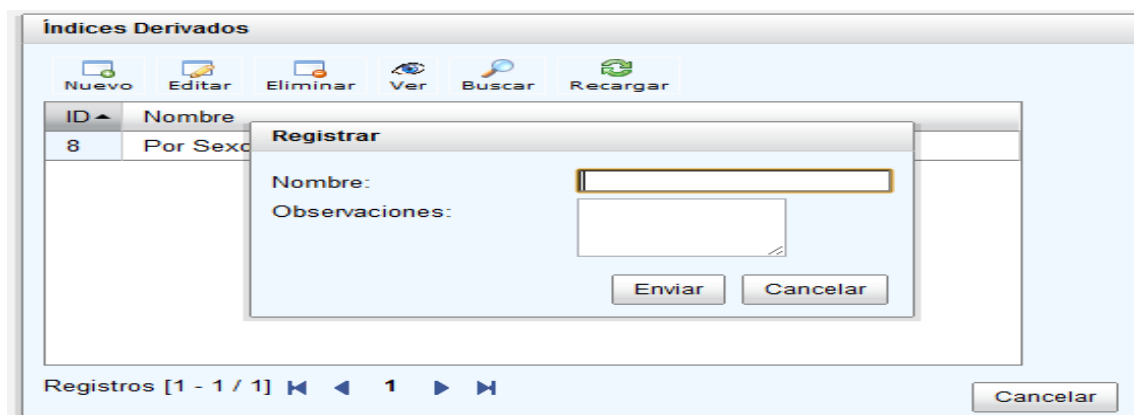 Índices Derivados
Nuevo Editar Eliminar Ver Buscar Recargar
ID Nombre
8 Por Sexo
Registrar
Nombre:
Observaciones:
Enviar Cancelar
Registros [1 - 1 / 1] 1
Cancelar